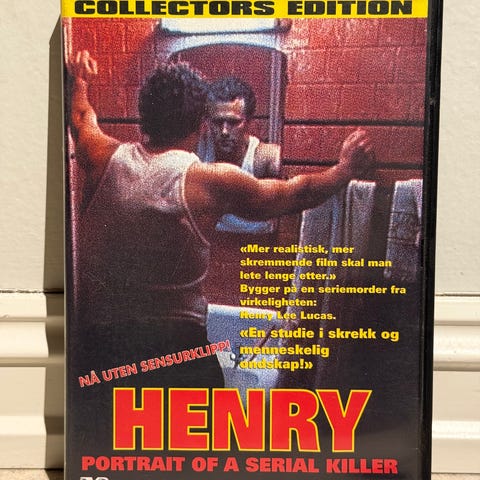 COLLECTORS EDITION
«Mer realistisk, mer
skremmende film skal man
lete lenge etter.»
Bygger på en seriemorder fra
virkeligheten:
Henry Lee Lucas.
«En studie i skrekk og
menneskelig
ondskap!»
NÅ UTEN SENSURKLIPP!
HENRY
PORTRAIT OF A SERIAL KILLER